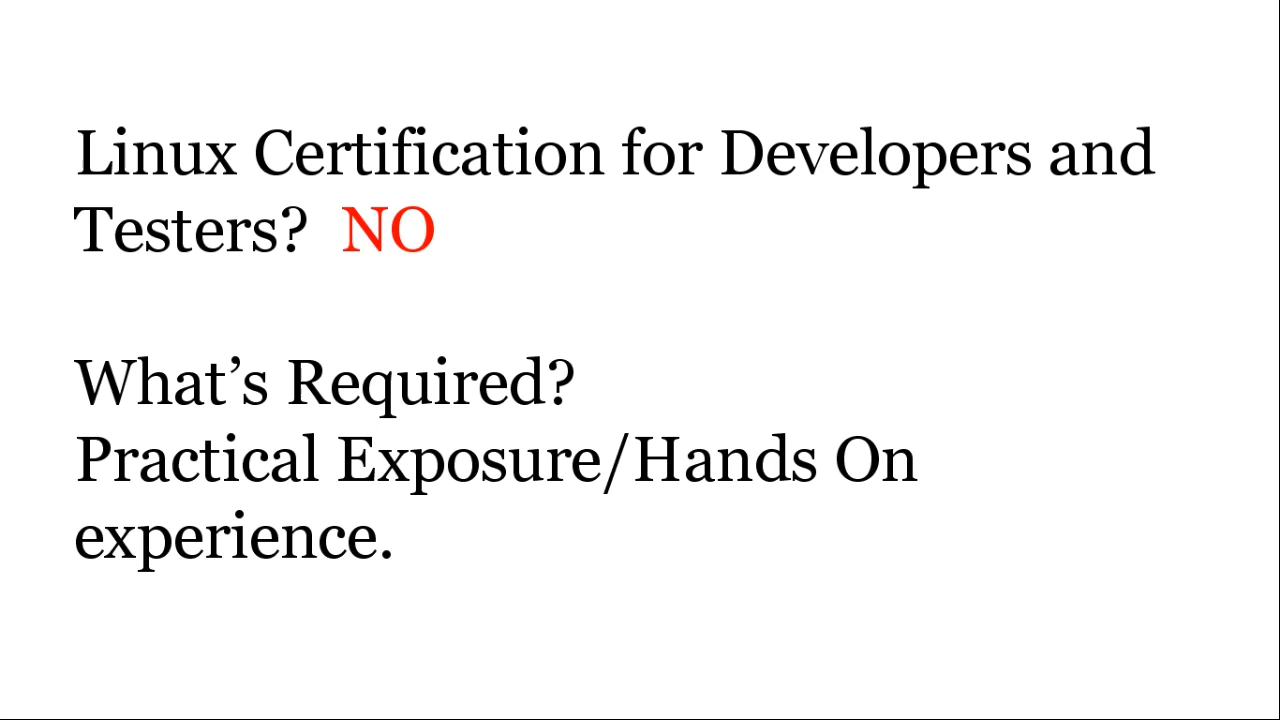 Linux Certification for Developers and
Testers? NO
What’s Required?
Practical Exposure/Hands On
experience.